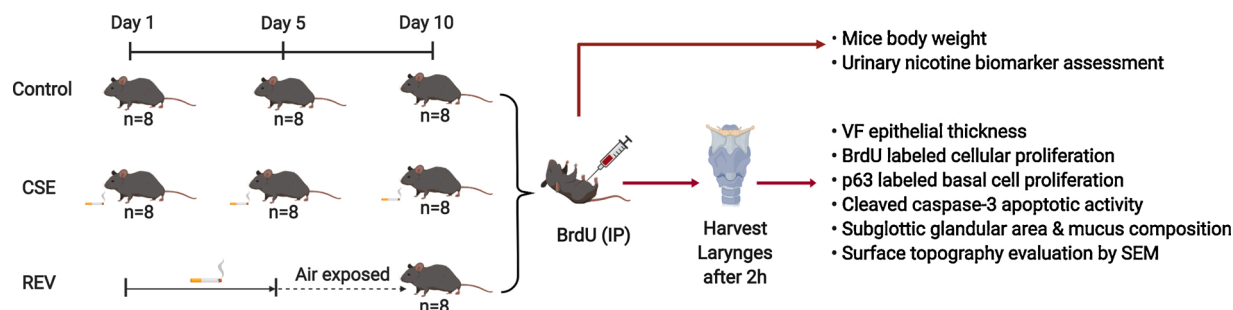 Day 1
Day 5
Day 10
Control
n=8
n=8
n=8
CSE
n=8
n=8
n=8
REV
Air exposed
n=8
BrdU (IP)
Harvest
Larynges
after 2h
• Mice body weight
• Urinary nicotine biomarker assessment
• VF epithelial thickness
• BrdU labeled cellular proliferation
• p63 labeled basal cell proliferation
• Cleaved caspase-3 apoptotic activity
• Subglottic glandular area & mucus composition
• Surface topography evaluation by SEM